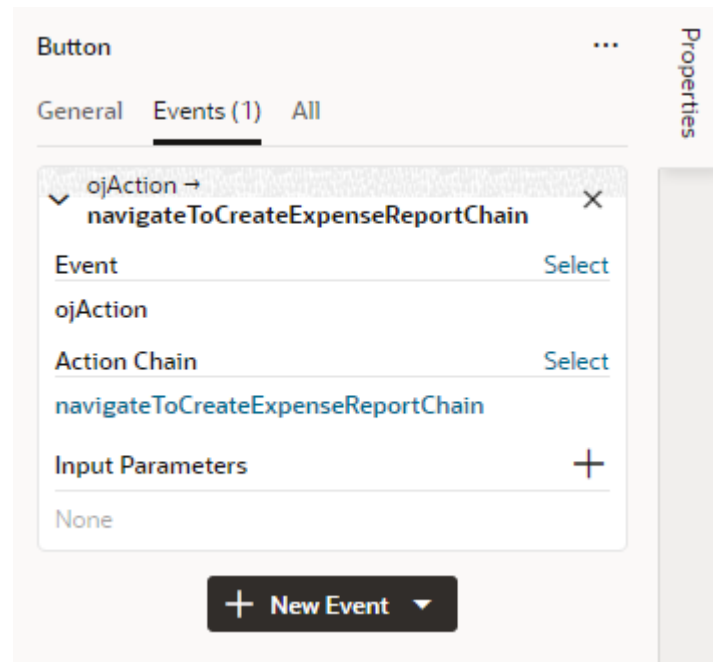 Button
...
General Events (1) All
ojAction →
navigateToCreateExpenseReportChain
Event Select
ojAction
Action Chain Select
navigateToCreateExpenseReportChain
Input Parameters
None
New Event
Properties